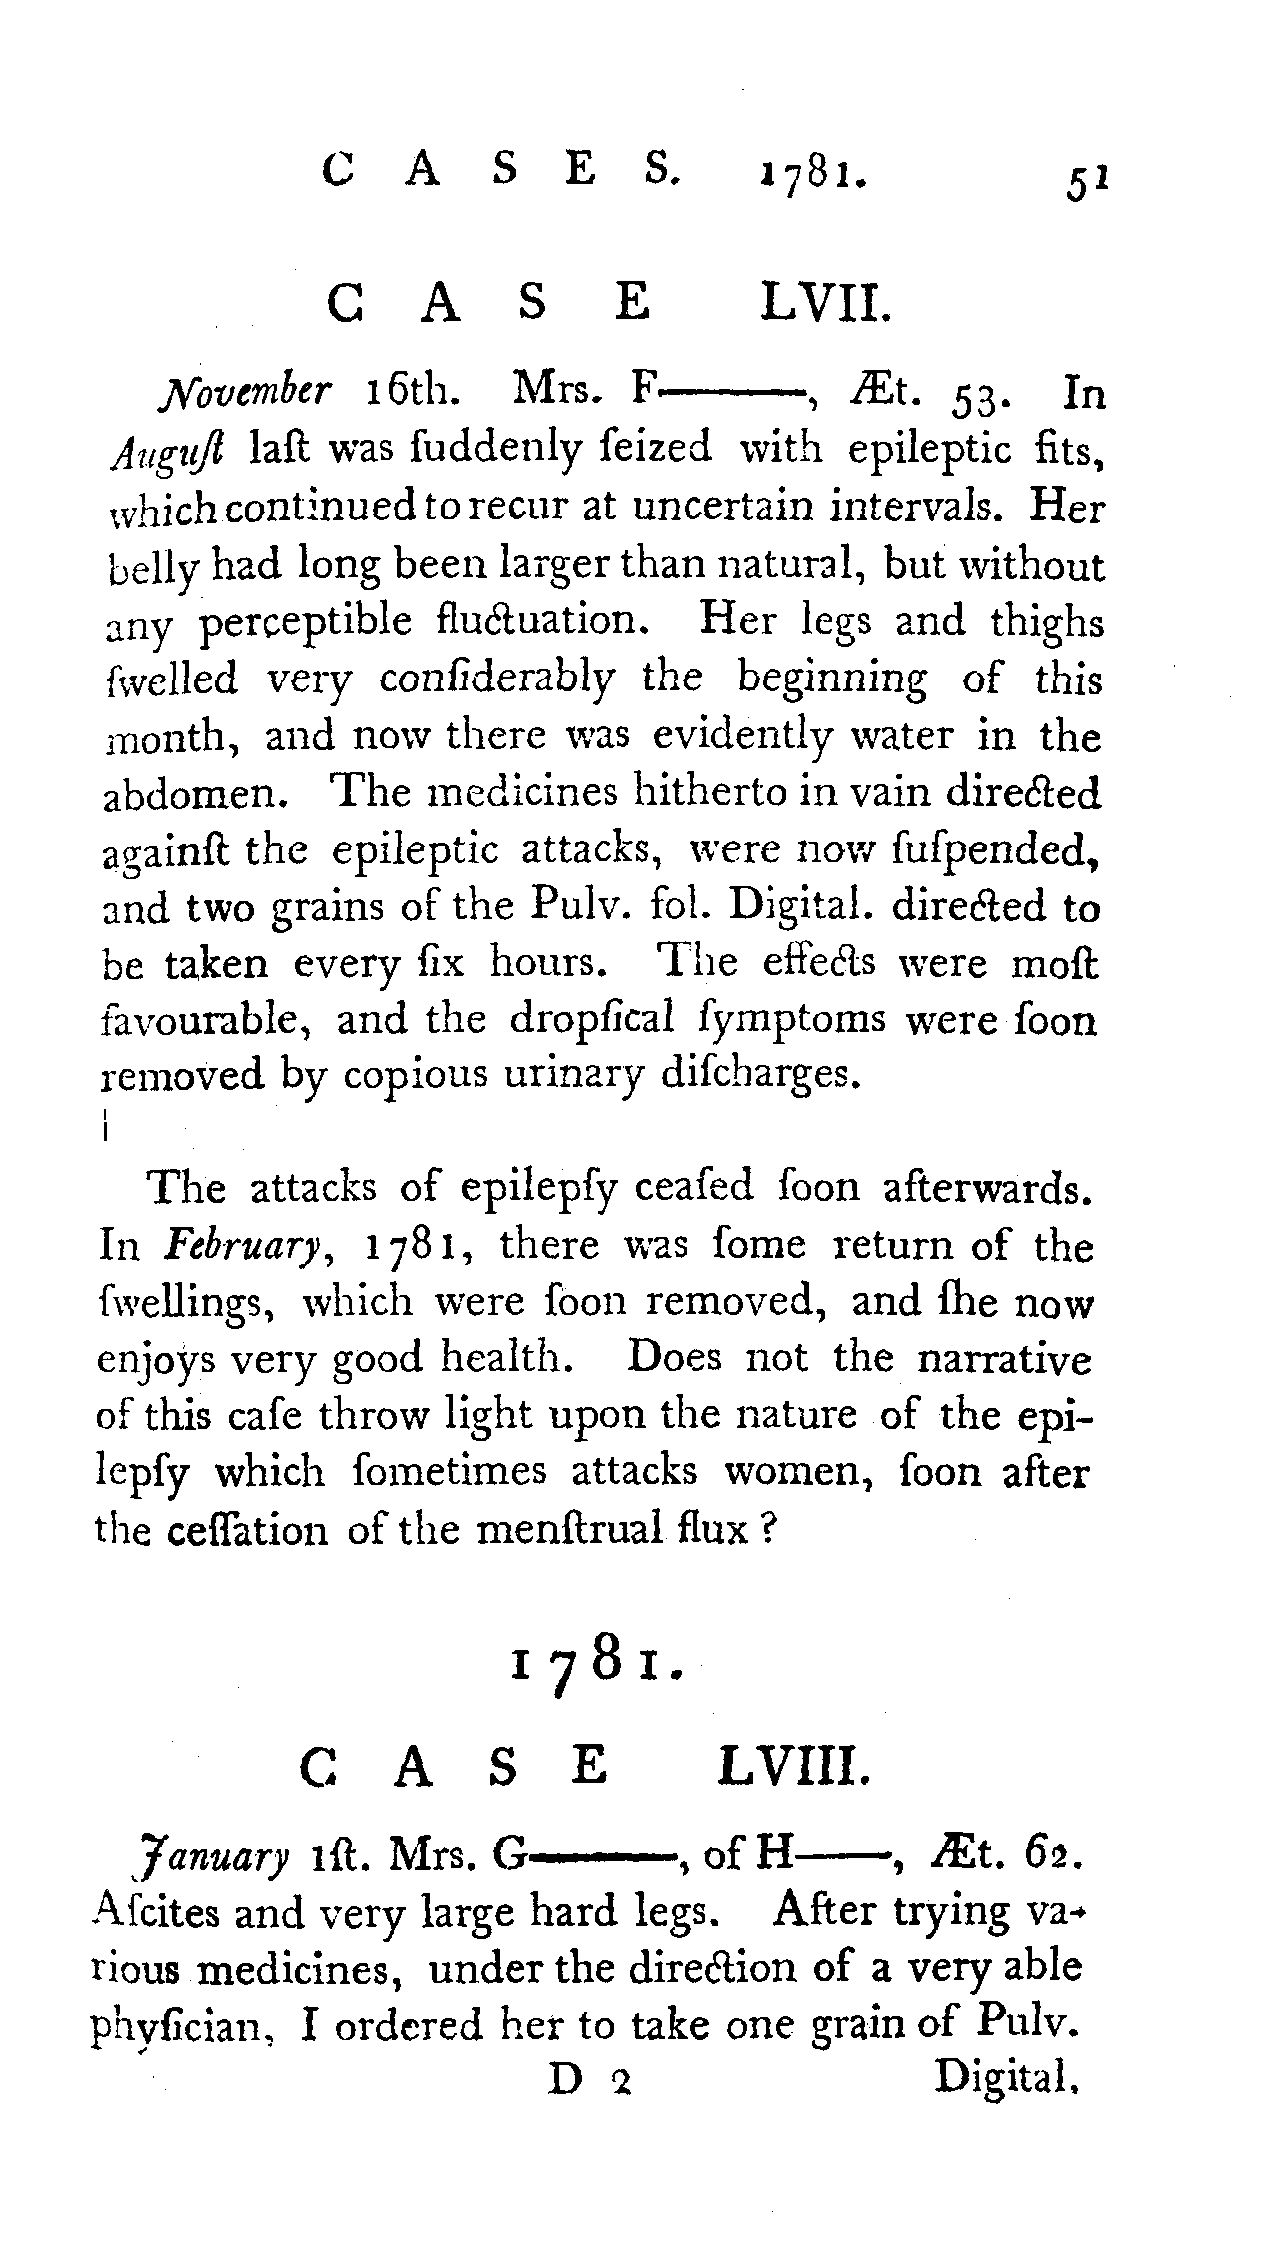 C A S E S. 1781. 51
C A S E LVII.
November 16th. Mrs. F———, Æt. 53. In
Auguſt laſt was ſuddenly ſeized with epileptic fits,
which continued to recur at uncertain intervals. Her
belly had long been larger than natural, but without
any perceptible fluctuation. Her legs and thighs
ſwelled very conſiderably the beginning of this
month, and now there was evidently water in the
abdomen. The medicines hitherto in vain directed
againſt the epileptic attacks, were now ſuſpended,
and two grains of the Pulv. fol. Digital. directed to
be taken every ſix hours. The effects were moſt
favourable, and the dropſical ſymptoms were ſoon
removed by copious urinary diſcharges.
The attacks of epilepſy ceaſed ſoon afterwards.
In February, 1781, there was ſome return of the
ſwellings, which were ſoon removed, and ſhe now
enjoys very good health. Does not the narrative
of this caſe throw light upon the nature of the epi-
lepſy which ſometimes attacks women, ſoon after
the ceſſation of the menſtrual flux ?
1781.
C A S E LVIII.
January 1ſt. Mrs. G———, of H——, Æt. 62.
Aſcites and very large hard legs. After trying va-
rious medicines, under the direction of a very able
phyſician, I ordered her to take one grain of Pulv.
D 2 Digital.